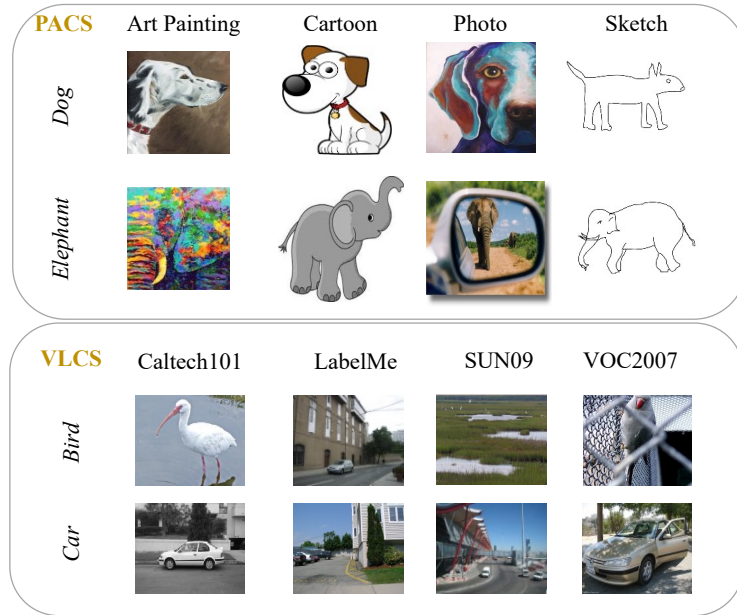 PACS Art Painting Cartoon Photo Sketch
Dog
Elephant
VLCS Caltech101 LabelMe SUN09 VOC2007
Bird
Car